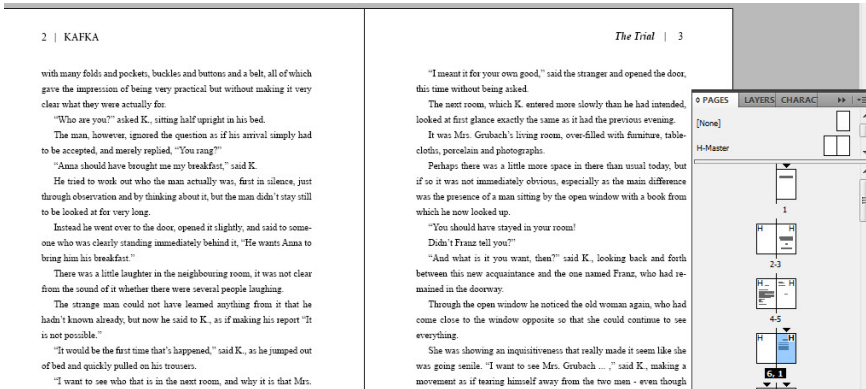 2 | KAFKA
with many folds and pockets, buckles and buttons and a belt, all of which
gave the impression of being very practical but without making it very
clear what they were actually for.
“Who are you?” asked K., sitting half upright in his bed.
The man, however, ignored the question as if his arrival simply had
to be accepted, and merely replied, “You rang?”
“Anna should have brought me my breakfast,” said K.
He tried to work out who the man actually was, first in silence, just
through observation and by thinking about it, but the man didn’t stay still
to be looked at for very long.
Instead he went over to the door, opened it slightly, and said to some-
one who was clearly standing immediately behind it, “He wants Anna to
bring him his breakfast.”
There was a little laughter in the neighbouring room, it was not clear
from the sound of it whether there were several people laughing.
The strange man could not have learned anything from it that he
hadn’t known already, but now he said to K., as if making his report “It
is not possible.”
“It would be the first time that’s happened,” said K., as he jumped out
of bed and quickly pulled on his trousers.
“I want to see who that is in the next room, and why it is that Mrs.
The Trial | 3
“I meant it for your own good,” said the stranger and opened the door,
this time without being asked.
The next room, which K. entered more slowly than he had intended,
looked at first glance exactly the same as it had the previous evening.
It was Mrs. Grubach’s living room, over-filled with furniture, table-
cloths, porcelain and photographs.
Perhaps there was a little more space in there than usual today, but
if so it was not immediately obvious, especially as the main difference
was the presence of a man sitting by the open window with a book from
which he now looked up.
“You should have stayed in your room!
Didn’t Franz tell you?”
“And what is it you want, then?” said K., looking back and forth
between this new acquaintance and the one named Franz, who had re-
mained in the doorway.
Through the open window he noticed the old woman again, who had
come close to the window opposite so that she could continue to see
everything.
She was showing an inquisitiveness that really made it seem like she
was going senile. “I want to see Mrs. Grubach ... ,” said K., making a
movement as if tearing himself away from the two men - even though
PAGES LAYERS CHARAC
[None]
H-Master
1
H H
2-3
H H
4-5
H H
6, 1